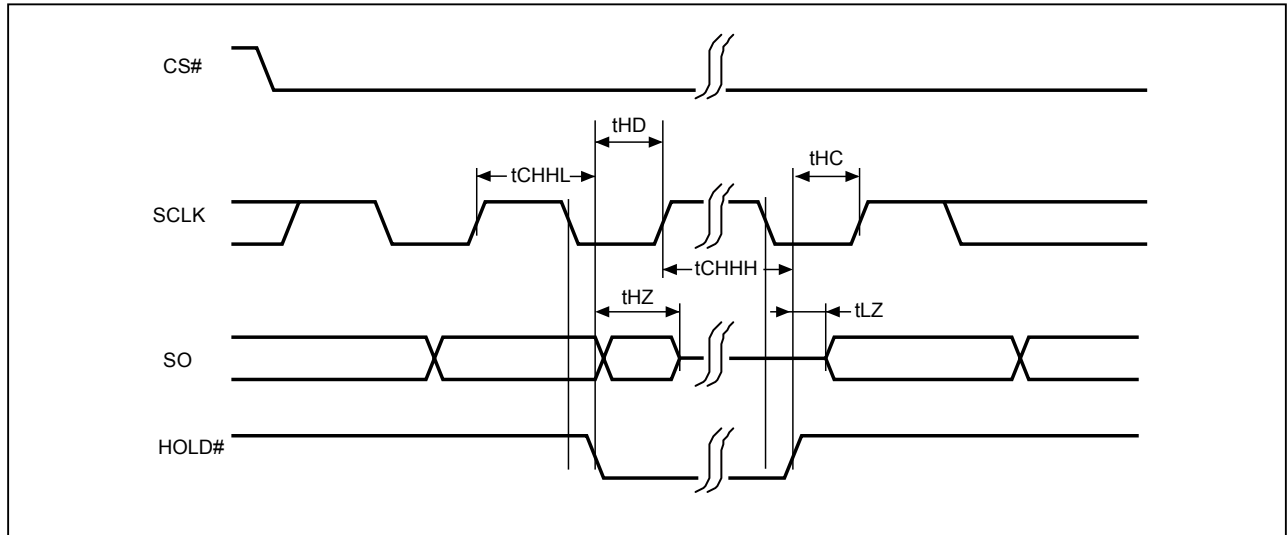 CS#
tHD
tHC
tCHHL
SCLK
tCHHH
tHZ
tLZ
SO
HOLD#